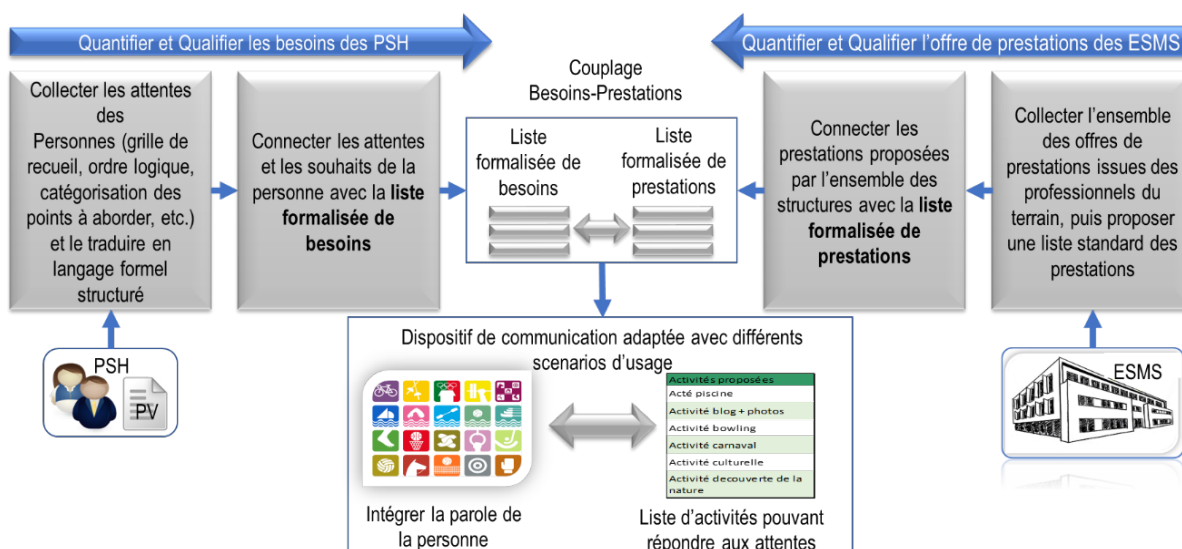 Quantifier et Qualifier les besoins des PSH
Quantifier et Qualifier l'offre de prestations des ESMS
Collecter les attentes
des
Personnes (grille de
recueil, ordre logique,
catégorisation des
points à aborder, etc.)
et le traduire en
langage formel
structuré
Connecter les attentes
et les souhaits de la
personne avec la liste
formalisée de
besoins
Couplage
Besoins-Prestations
Liste
formalisée de
besoins
Liste
formalisée de
prestations
Connecter les
prestations proposées
par l'ensemble des
structures avec la liste
formalisée de
prestations
Collecter l'ensemble
des offres de
prestations issues des
professionnels du
terrain, puis proposer
une liste standard des
prestations
PSH
PV
Dispositif de communication adaptée avec différents
scenarios d'usage
Activités proposées
Acté piscine
Activité blog + photos
Activité bowling
Activité carnaval
Activité culturelle
Activité decouverte de la
nature
Intégrer la parole de
la personne
Liste d'activités pouvant
répondre aux attentes
ESMS